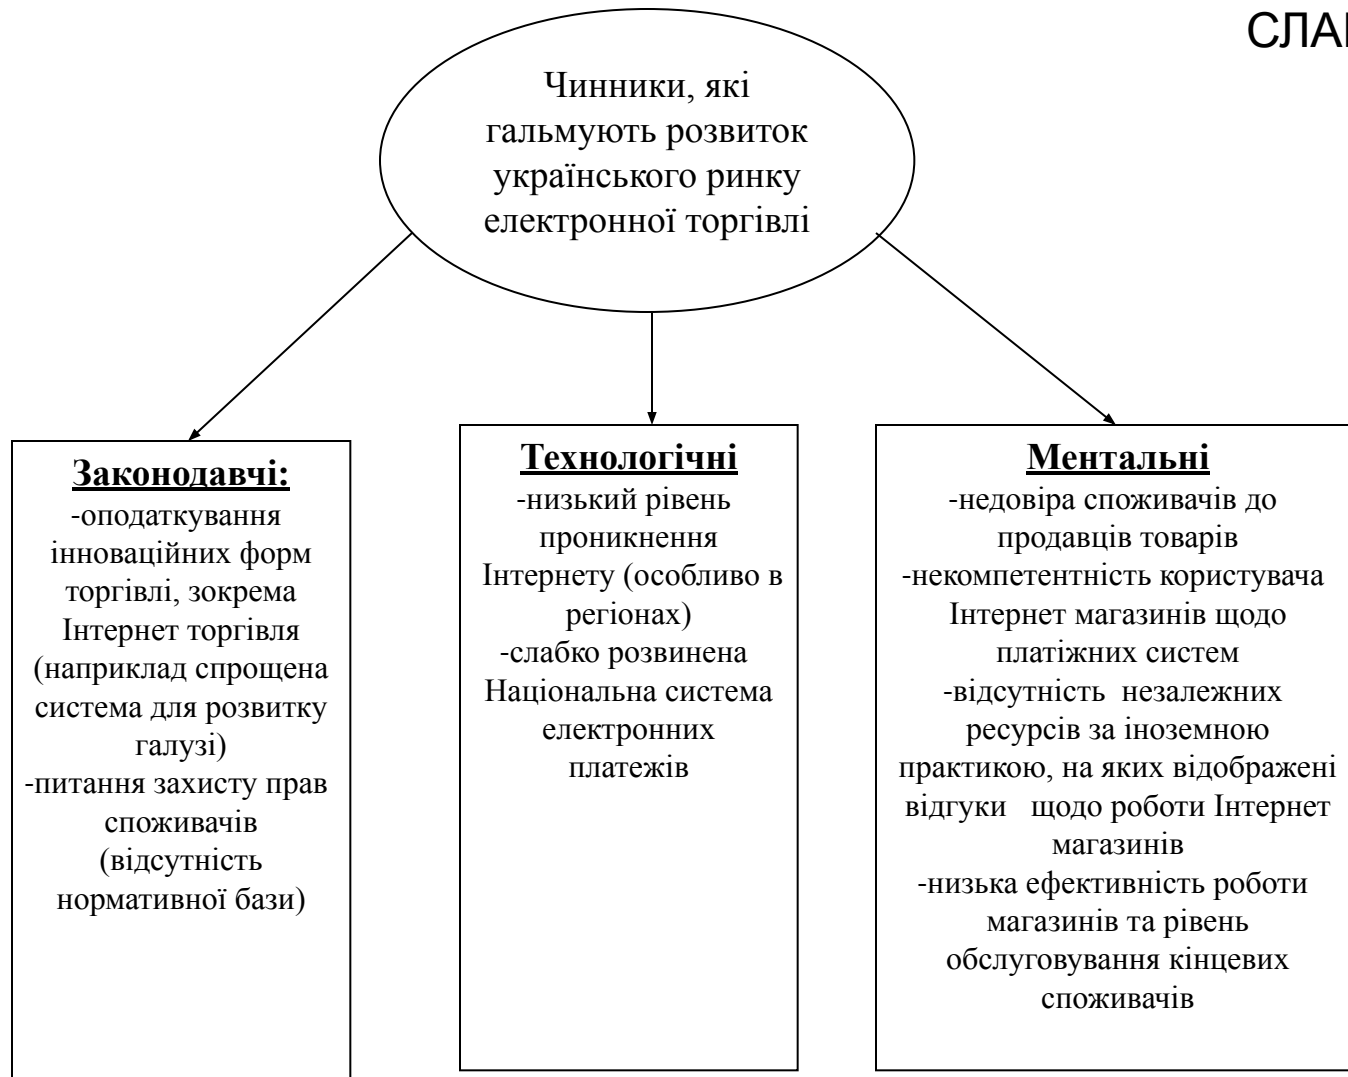 Чинники, які
гальмують розвиток
українського ринку
електронної торгівлі
Законодавчі:
-оподаткування
інноваційних форм
торгівлі, зокрема
Інтернет торгівля
(наприклад спрощена
система для розвитку
галузі)
-питання захисту прав
споживачів
(відсутність
нормативної бази)
Технологічні
-низький рівень
проникнення
Інтернету (особливо в
регіонах)
-слабко розвинена
Національна система
електронних
платежів
Ментальні
-недовіра споживачів до
продавців товарів
-некомпетентність користувача
Інтернет магазинів щодо
платіжних систем
-відсутність незалежних
ресурсів за іноземною
практикою, на яких відображені
відгуки щодо роботи Інтернет
магазинів
-низька ефективність роботи
магазинів та рівень
обслуговування кінцевих
споживачів